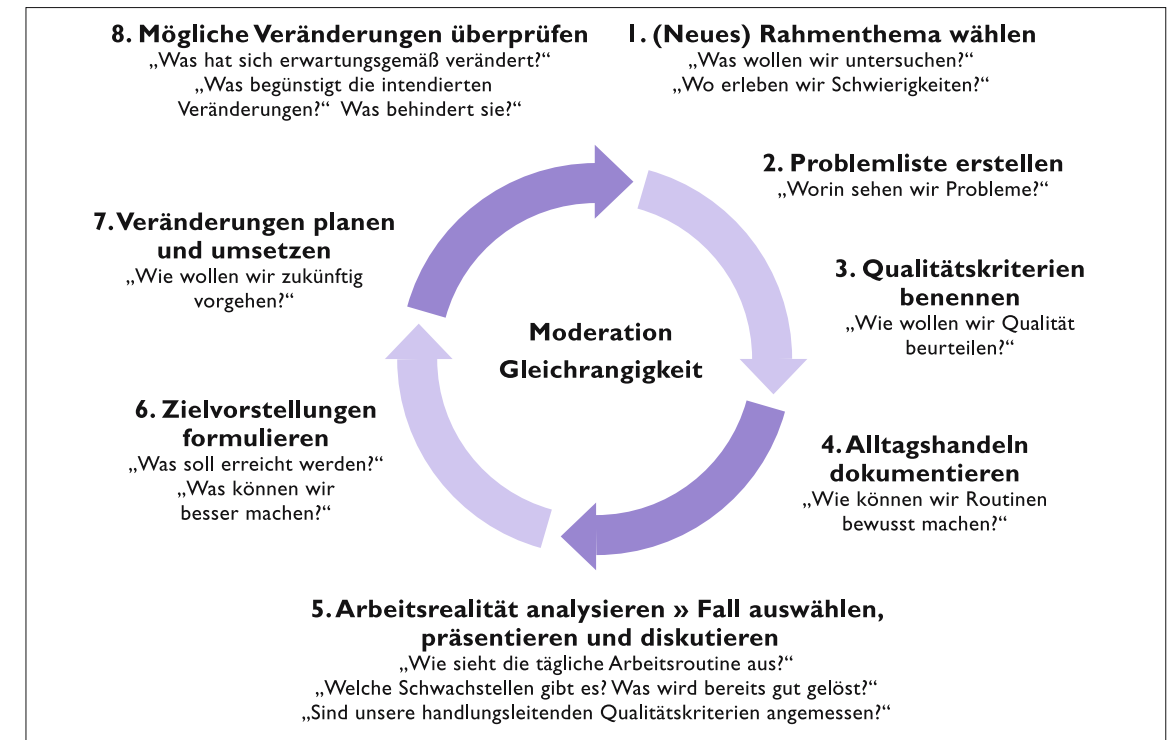 8. Mögliche Veränderungen überprüfen
„Was hat sich erwartungsgemäß verändert?“
„Was begünstigt die intendierten
Veränderungen?“ Was behindert sie?“
1. (Neues) Rahmenthema wählen
„Was wollen wir untersuchen?“
„Wo erleben wir Schwierigkeiten?“
2. Problemliste erstellen
„Worin sehen wir Probleme?“
3. Qualitätskriterien
benennen
„Wie wollen wir Qualität
beurteilen?“
4. Alltagshandeln
dokumentieren
„Wie können wir Routinen
bewusst machen?“
5. Arbeitsrealität analysieren » Fall auswählen,
präsentieren und diskutieren
„Wie sieht die tägliche Arbeitsroutine aus?“
„Welche Schwachstellen gibt es? Was wird bereits gut gelöst?“
„Sind unsere handlungsleitenden Qualitätskriterien angemessen?“
6. Zielvorstellungen
formulieren
„Was soll erreicht werden?“
„Was können wir
besser machen?“
7. Veränderungen planen
und umsetzen
„Wie wollen wir zukünftig
vorgehen?“
Moderation
Gleichrangigkeit